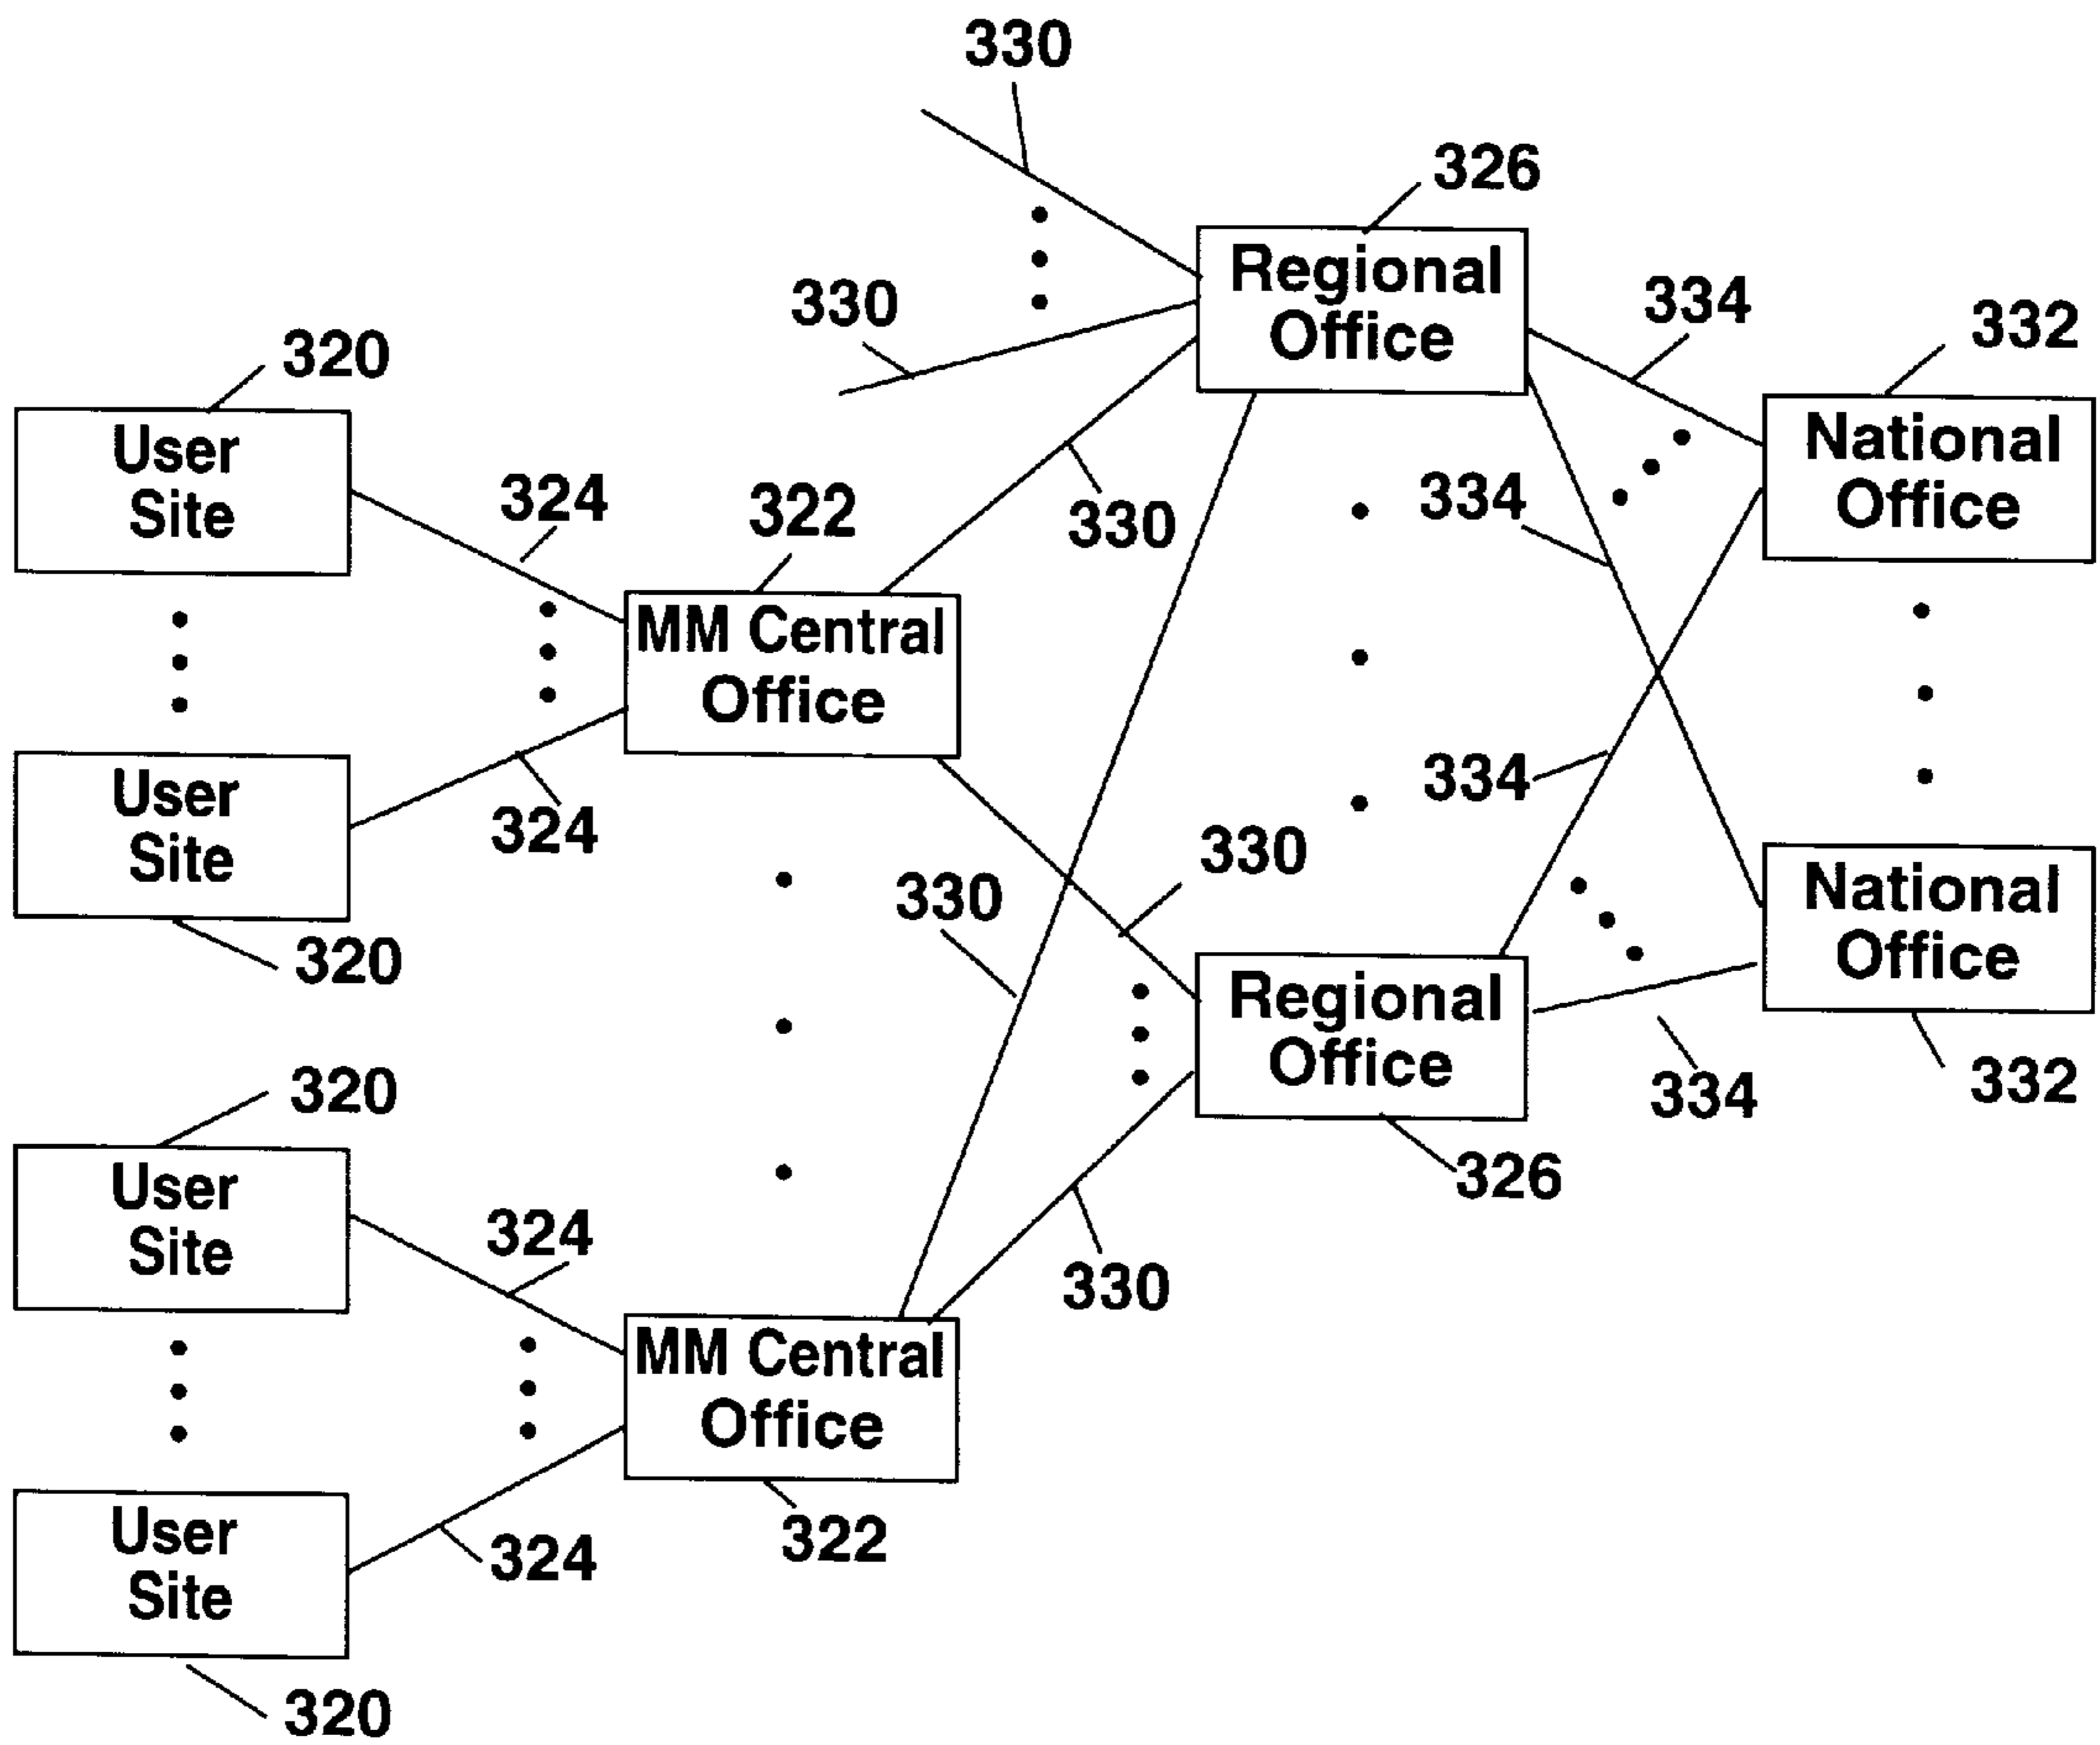 330
326
Regional
Office
330
334
332
320
User
Site
National
Office
324
322
330
334
MM Central
Office
User
Site
324
334
330
330
National
Office
320
Regional
Office
320
334
332
User
Site
326
324
330
MM Central
Office
User
Site
324
322
320